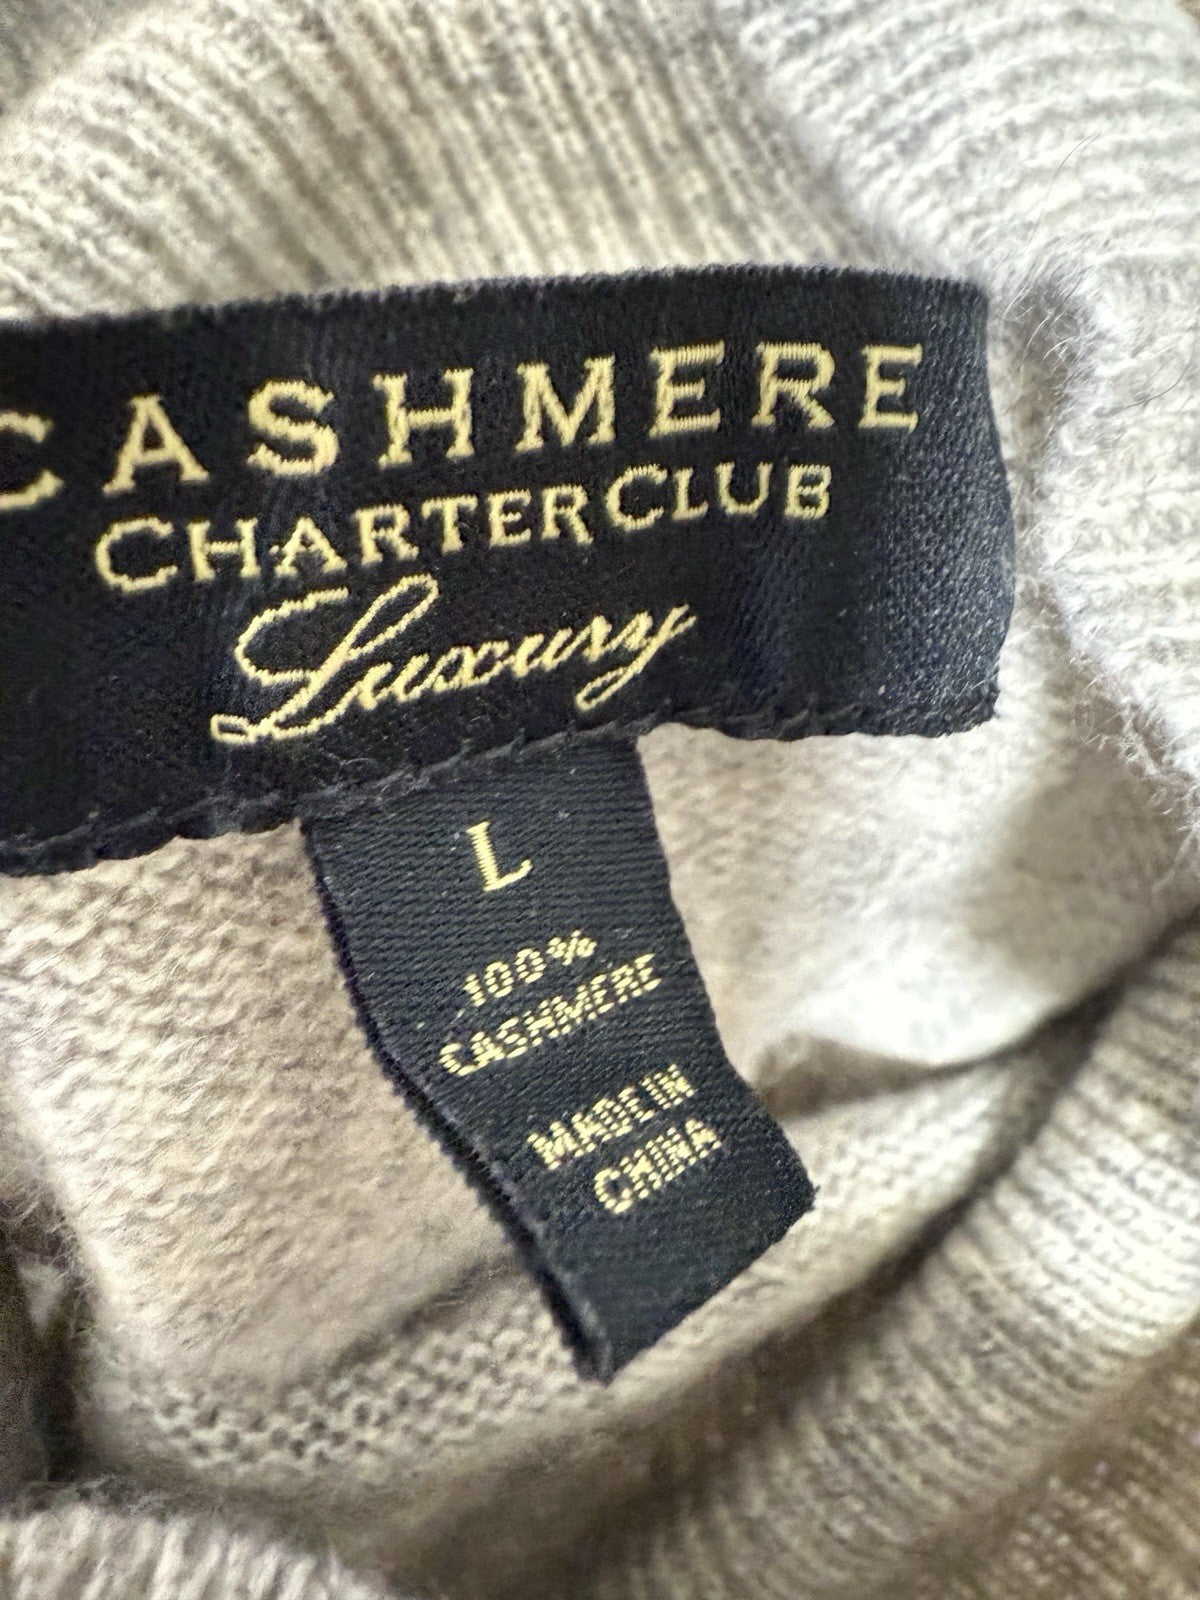 CASHMERE
CHARTER CLUB
Luxury
L
100%
CASHMERE
MADE IN
CHINA